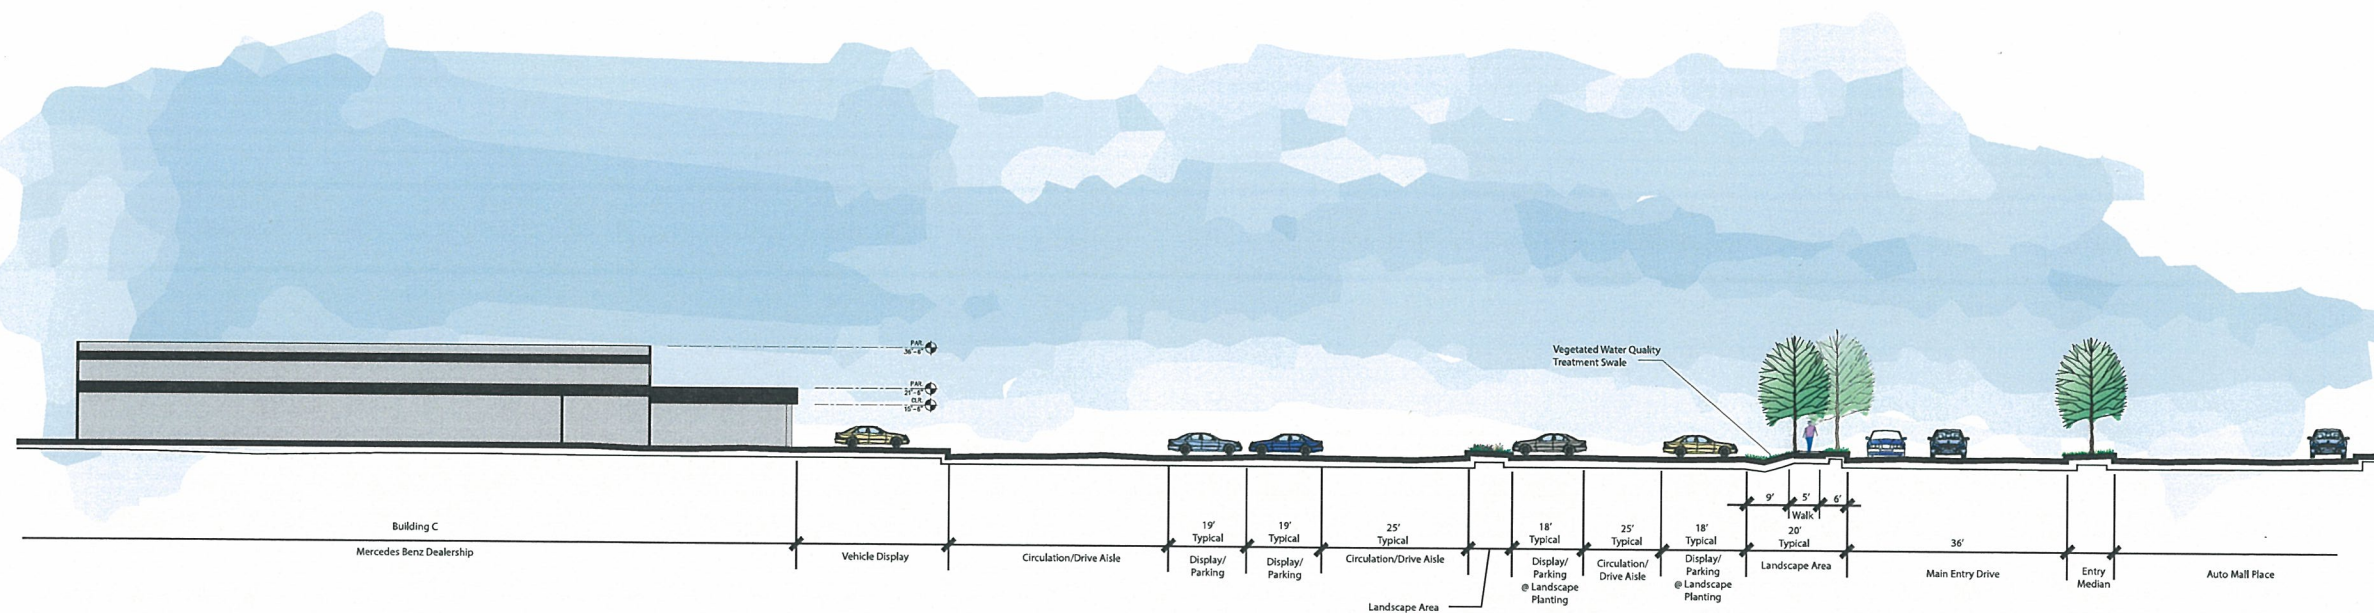 PAR.
36'-6"
PAR.
21'-6"
CLR.
15'-6"
Vegetated Water Quality
Treatment Swale
9'
5'
6'
Walk
Building C
Mercedes Benz Dealership
Vehicle Display
Circulation/Drive Aisle
19'
Typical
Display/
Parking
19'
Typical
Display/
Parking
25'
Typical
Circulation/Drive Aisle
Landscape Area
18'
Typical
Display/
Parking
@ Landscape
Planting
25'
Typical
Circulation/
Drive Aisle
18'
Typical
Display/
Parking
@ Landscape
Planting
20'
Typical
Landscape Area
36'
Main Entry Drive
Entry
Median
Auto Mall Place